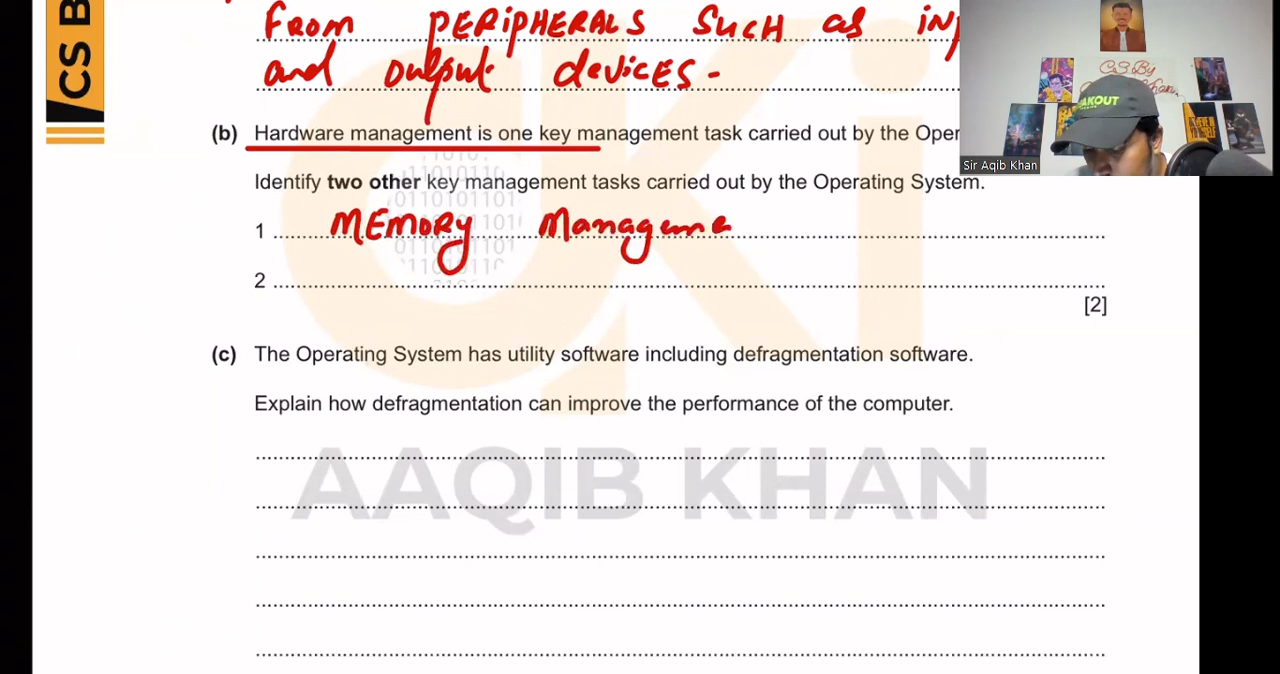 CS B
FROM PERIPHERALS SUCH as inp
and output devices.
(b) Hardware management is one key management task carried out by the Oper
Sir Aqib Khan
Identify two other key management tasks carried out by the Operating System.
1 MEMORY Manageme
2
[2]
(c) The Operating System has utility software including defragmentation software.
Explain how defragmentation can improve the performance of the computer.
AAQIB KHAN